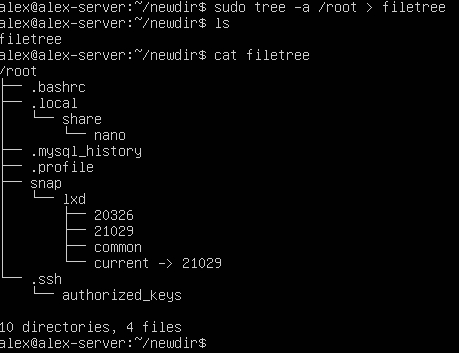 alex@alex-server:~/newdir$ sudo tree -a /root > filetree
alex@alex-server:~/newdir$ ls
filetree
alex@alex-server:~/newdir$ cat filetree
/root
├── .bashrc
├── .local
│   └── share
│       └── nano
├── .mysql_history
├── .profile
├── snap
│   └── lxd
│       ├── 20326
│       ├── 21029
│       ├── common
│       └── current -> 21029
└── .ssh
    └── authorized_keys

10 directories, 4 files
alex@alex-server:~/newdir$